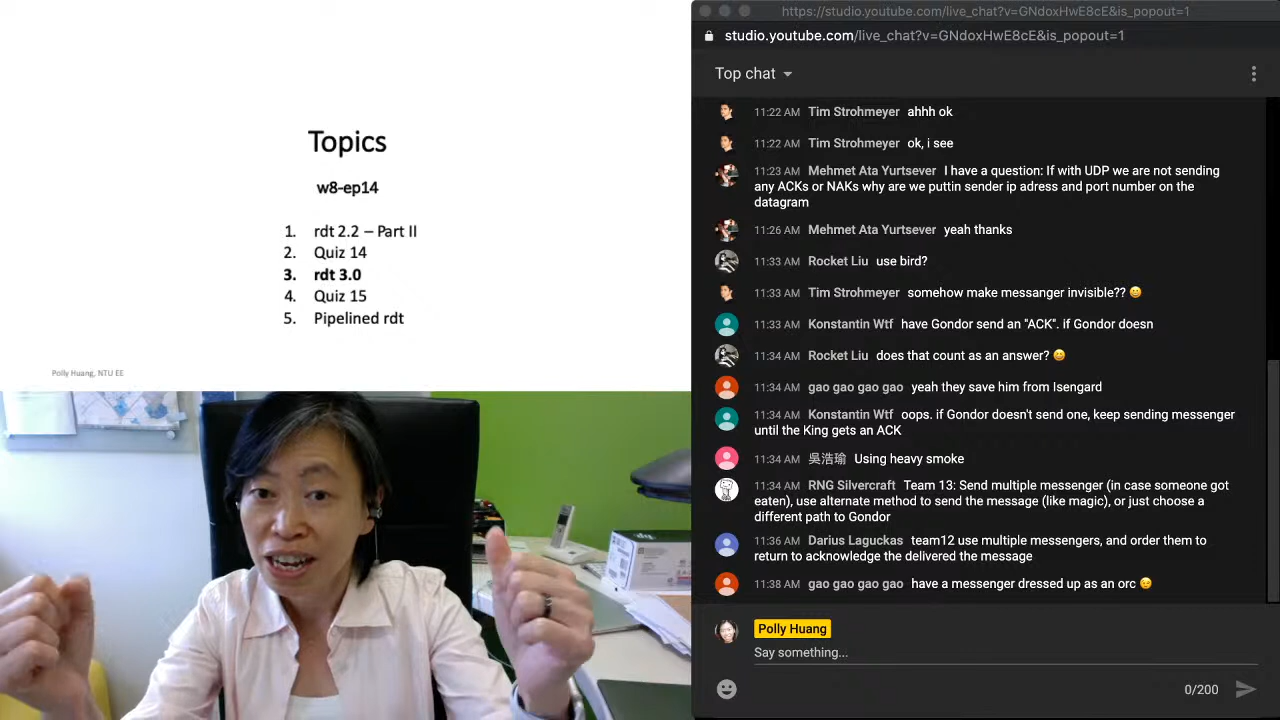 Topics
w8-ep14
1. rdt 2.2 – Part II
2. Quiz 14
3. rdt 3.0
4. Quiz 15
5. Pipelined rdt
Polly Huang, NTU EE
https://studio.youtube.com/live_chat?v=GNdoxHwE8cE&is_popout=1
studio.youtube.com/live_chat?v=GNdoxHwE8cE&is_popout=1
Top chat
11:22 AM Tim Strohmeyer ahhh ok
11:22 AM Tim Strohmeyer ok, i see
11:23 AM Mehmet Ata Yurtsever I have a question: If with UDP we are not sending
any ACKs or NAKs why are we puttin sender ip adress and port number on the
datagram
11:26 AM Mehmet Ata Yurtsever yeah thanks
11:33 AM Rocket Liu use bird?
11:33 AM Tim Strohmeyer somehow make messanger invisible?? 😀
11:33 AM Konstantin Wtf have Gondor send an "ACK". if Gondor doesn
11:34 AM Rocket Liu does that count as an answer? 😆
11:34 AM gao gao gao gao yeah they save him from Isengard
11:34 AM Konstantin Wtf oops. if Gondor doesn't send one, keep sending messenger
until the King gets an ACK
11:34 AM 吳浩瑜 Using heavy smoke
11:34 AM RNG Silvercraft Team 13: Send multiple messenger (in case someone got
eaten), use alternate method to send the message (like magic), or just choose a
different path to Gondor
11:36 AM Darius Laguckas team12 use multiple messengers, and order them to
return to acknowledge the delivered the message
11:38 AM gao gao gao gao have a messenger dressed up as an orc 😉
Polly Huang
Say something...
0/200